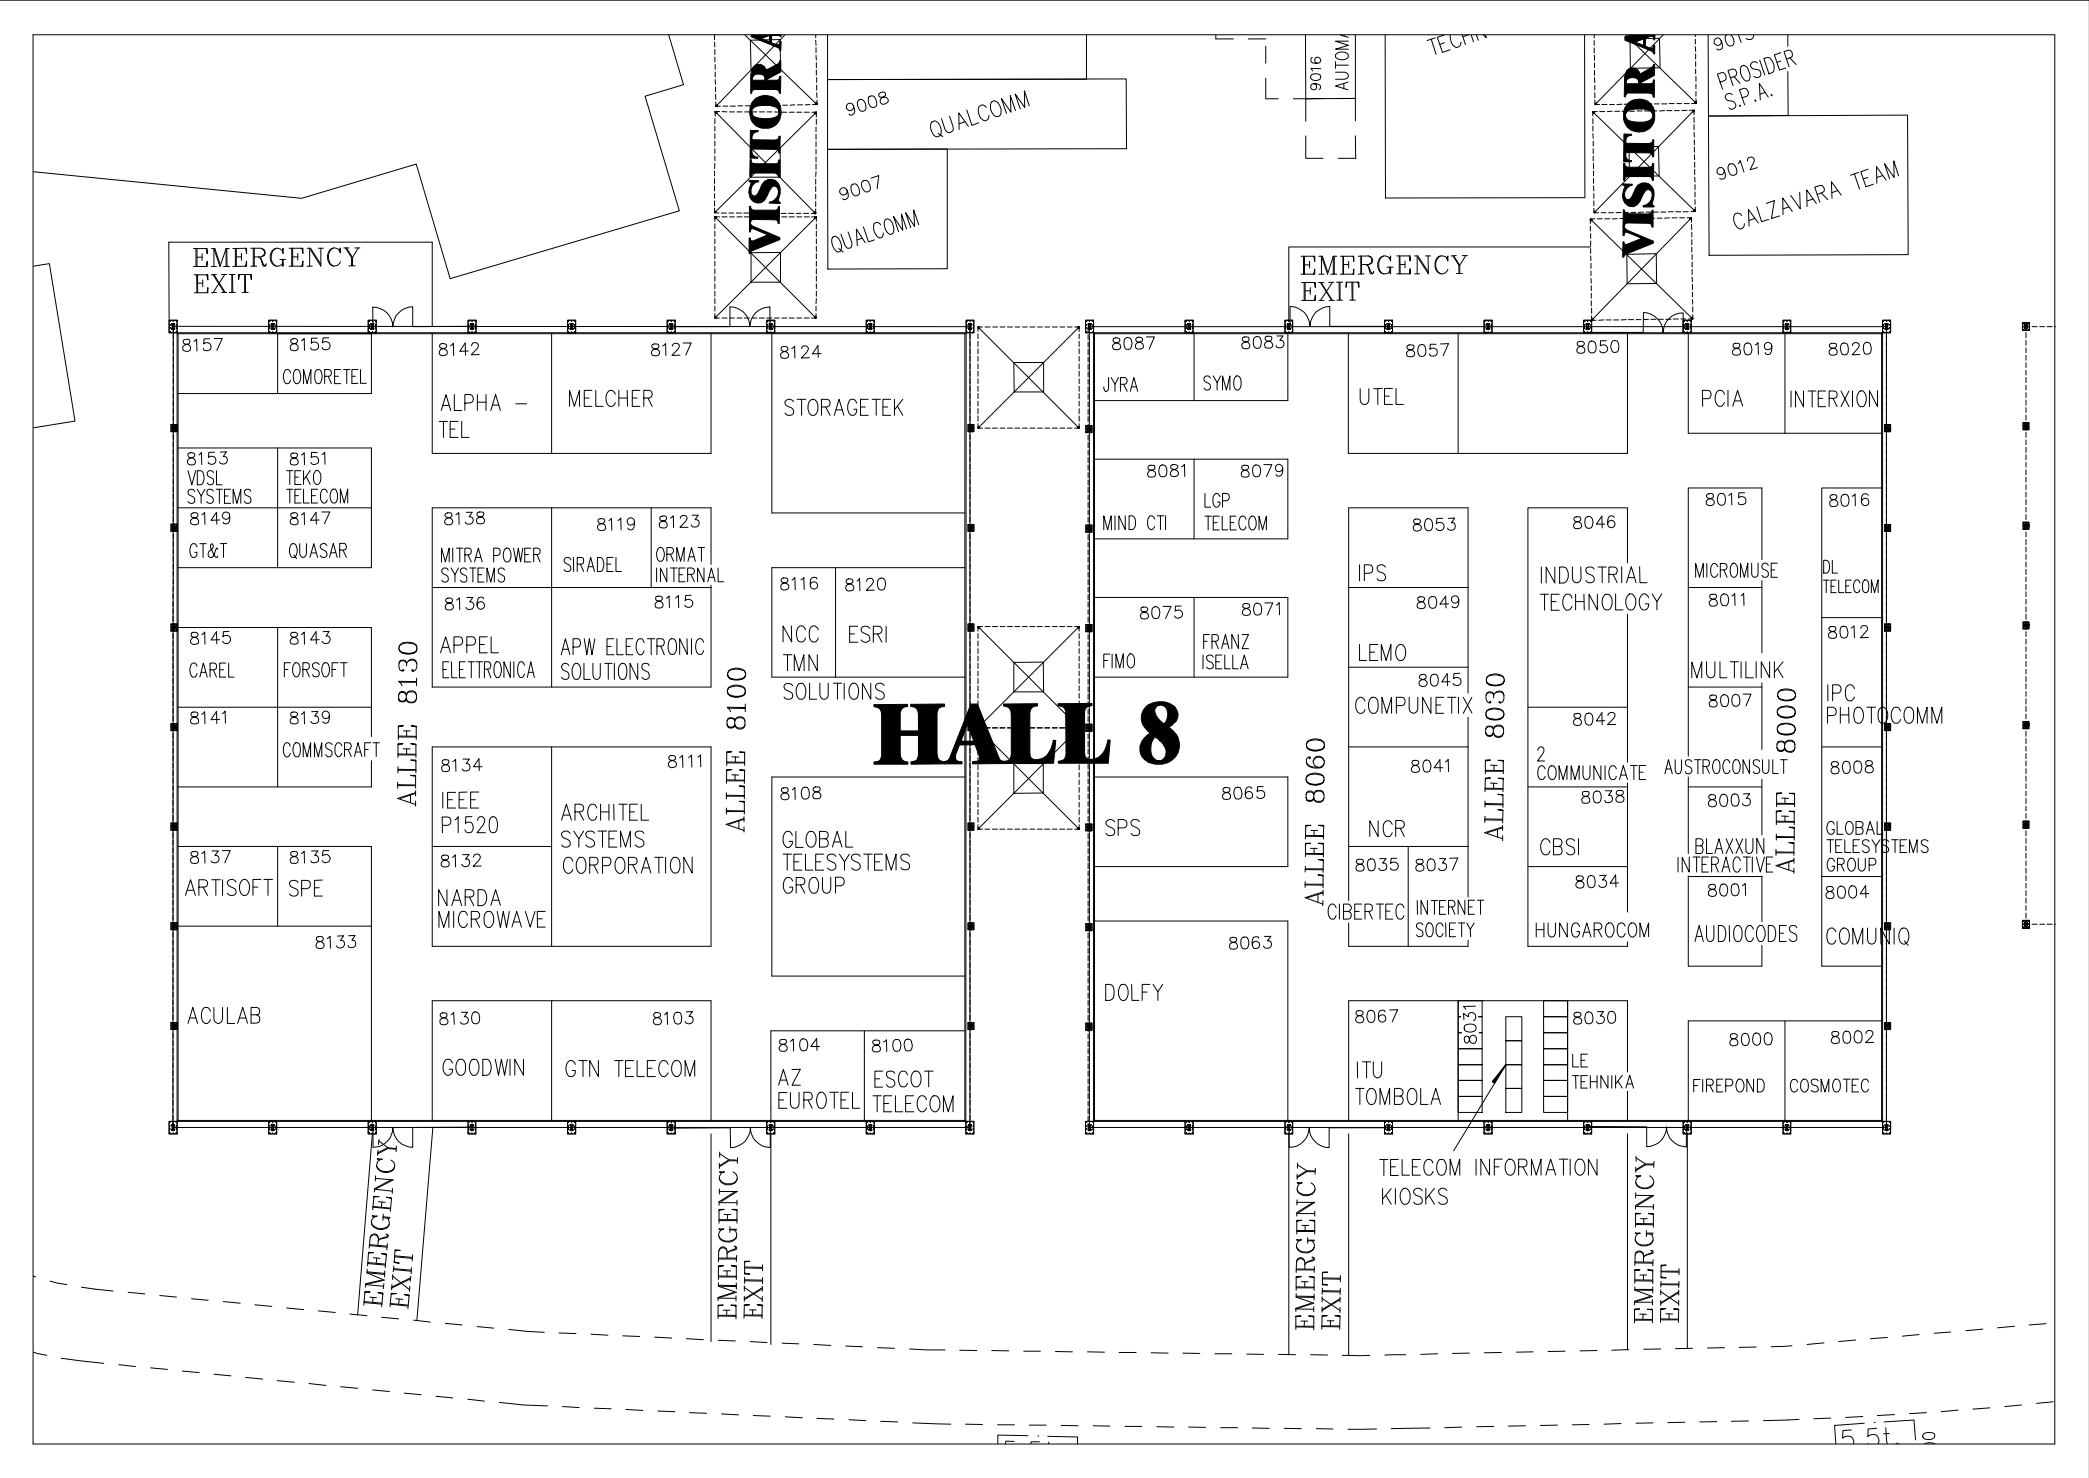 VISITOR A
9008
QUALCOMM
9007
QUALCOMM
9016
AUTOMA
TECHN
VISITOR A
9013
PROSIDER
S.P.A.
9012
CALZAVARA TEAM
EMERGENCY
EXIT
EMERGENCY
EXIT
8157
8155
COMORETEL
8142
ALPHA –
TEL
8127
MELCHER
8124
STORAGETEK
8153
VDSL
SYSTEMS
8151
TEKO
TELECOM
8149
GT&T
8147
QUASAR
8138
MITRA POWER
SYSTEMS
8119
SIRADEL
8123
ORMAT
INTERNAL
8136
APPEL
ELETTRONICA
8115
APW ELECTRONIC
SOLUTIONS
8116
NCC
TMN
SOLUTIONS
8120
ESRI
8145
CAREL
8143
FORSOFT
8141
8139
COMMSCRAFT
ALLEE 8130
ALLEE 8100
8134
IEEE
P1520
8111
ARCHITEL
SYSTEMS
CORPORATION
8132
NARDA
MICROWAVE
8108
GLOBAL
TELESYSTEMS
GROUP
8137
ARTISOFT
8135
SPE
8133
ACULAB
8130
GOODWIN
8103
GTN TELECOM
8104
AZ
EUROTEL
8100
ESCOT
TELECOM
HALL 8
8087
JYRA
8083
SYMO
8057
UTEL
8050
8019
PCIA
8020
INTERXION
8081
MIND CTI
8079
LGP
TELECOM
8053
IPS
8046
INDUSTRIAL
TECHNOLOGY
8015
MICROMUSE
8016
DL
TELECOM
8075
FIMO
8071
FRANZ
ISELLA
8049
LEMO
8011
MULTILINK
8012
IPC
PHOTOCOMM
8045
COMPUNETIX
8042
2
COMMUNICATE
8007
AUSTROCONSULT
8065
SPS
8041
NCR
8038
CBSI
8003
BLAXXUN
INTERACTIVE
8008
GLOBAL
TELESYSTEMS
GROUP
ALLEE 8060
ALLEE 8030
ALLEE 8000
8035
CIBERTEC
8037
INTERNET
SOCIETY
8034
HUNGAROCOM
8001
AUDIOCODES
8004
COMUNIQ
8063
DOLFY
8067
ITU
TOMBOLA
8031
8030
LE
TEHNIKA
8000
FIREPOND
8002
COSMOTEC
TELECOM INFORMATION
KIOSKS
EMERGENCY
EXIT
EMERGENCY
EXIT
EMERGENCY
EXIT
EMERGENCY
EXIT
5.5t.